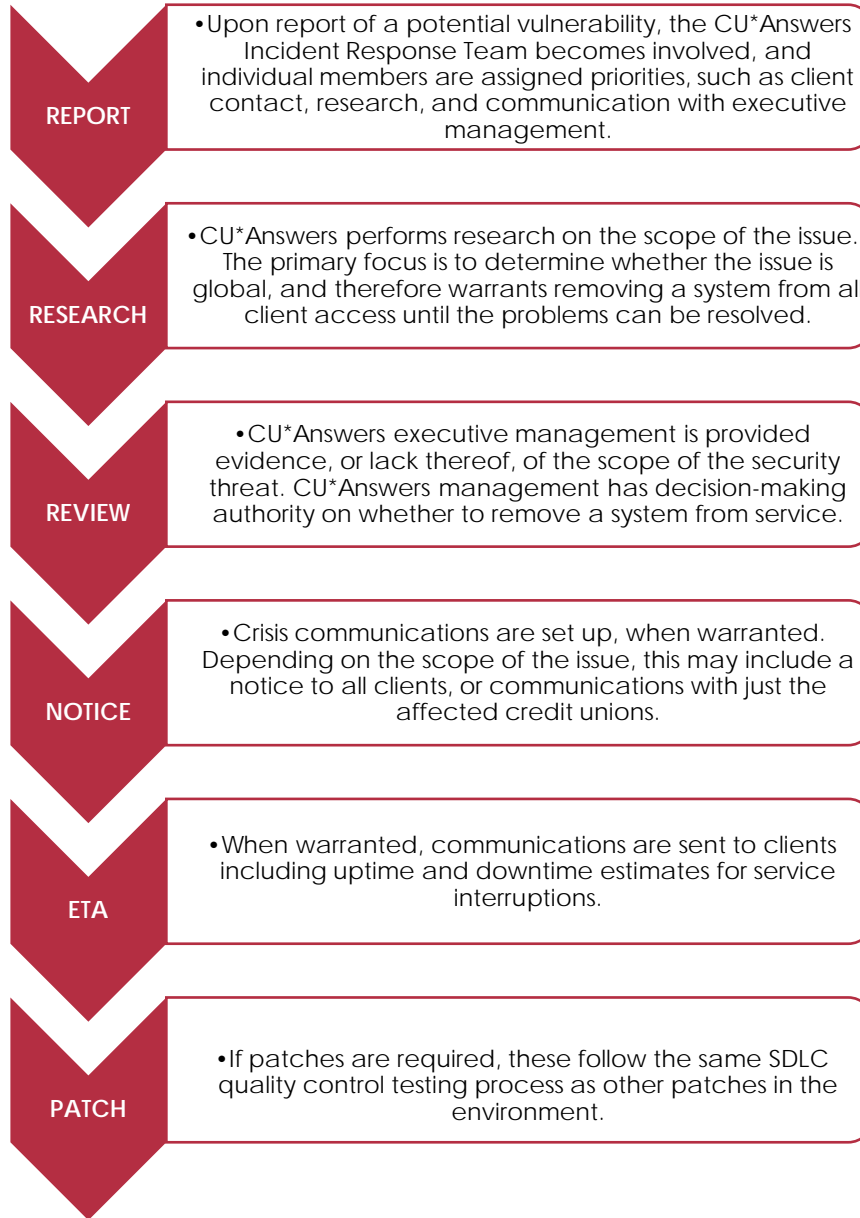 REPORT
•Upon report of a potential vulnerability, the CU*Answers
Incident Response Team becomes involved, and
individual members are assigned priorities, such as client
contact, research, and communication with executive
management.
RESEARCH
•CU*Answers performs research on the scope of the issue.
The primary focus is to determine whether the issue is
global, and therefore warrants removing a system from al
client access until the problems can be resolved.
REVIEW
•CU*Answers executive management is provided
evidence, or lack thereof, of the scope of the security
threat. CU*Answers management has decision-making
authority on whether to remove a system from service.
NOTICE
•Crisis communications are set up, when warranted.
Depending on the scope of the issue, this may include a
notice to all clients, or communications with just the
affected credit unions.
ETA
•When warranted, communications are sent to clients
including uptime and downtime estimates for service
interruptions.
PATCH
•If patches are required, these follow the same SDLC
quality control testing process as other patches in the
environment.